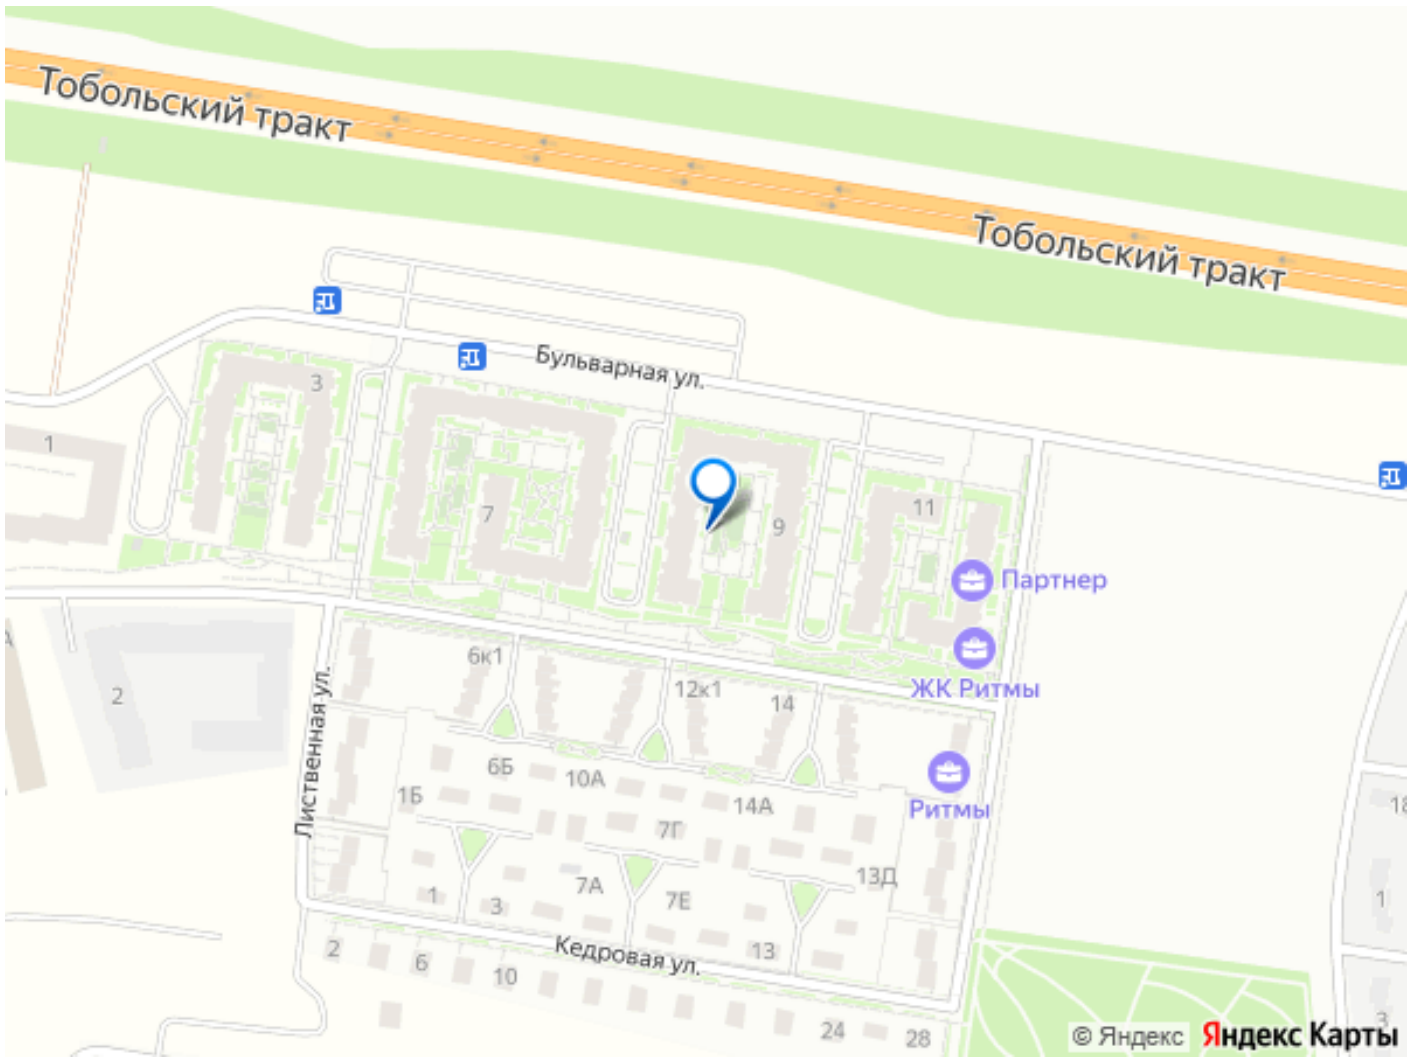 Тобольский тракт
Тобольский тракт
Бульварная ул.
3
1
7
9
11
Партнер
ЖК Ритмы
6к1
12к1
14
2
Лиственная ул.
6Б
10А
14А
Ритмы
1Б
7Г
13Д
7А
7Е
1
3
13
18
1
Кедровая ул.
2
6
10
24
28
3
А
© Яндекс
Яндекс Карты